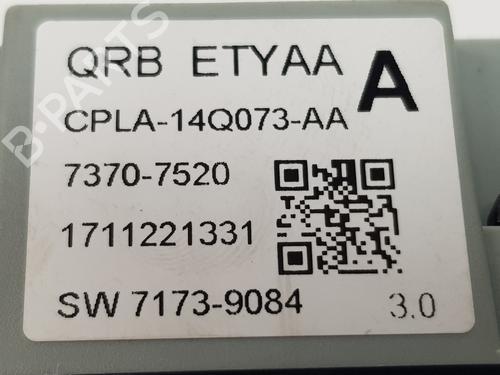 QRB ETYAA
A
CPLA-14Q073-AA
7370-7520
1711221331
SW 7173-9084
3.0
B-PARTS